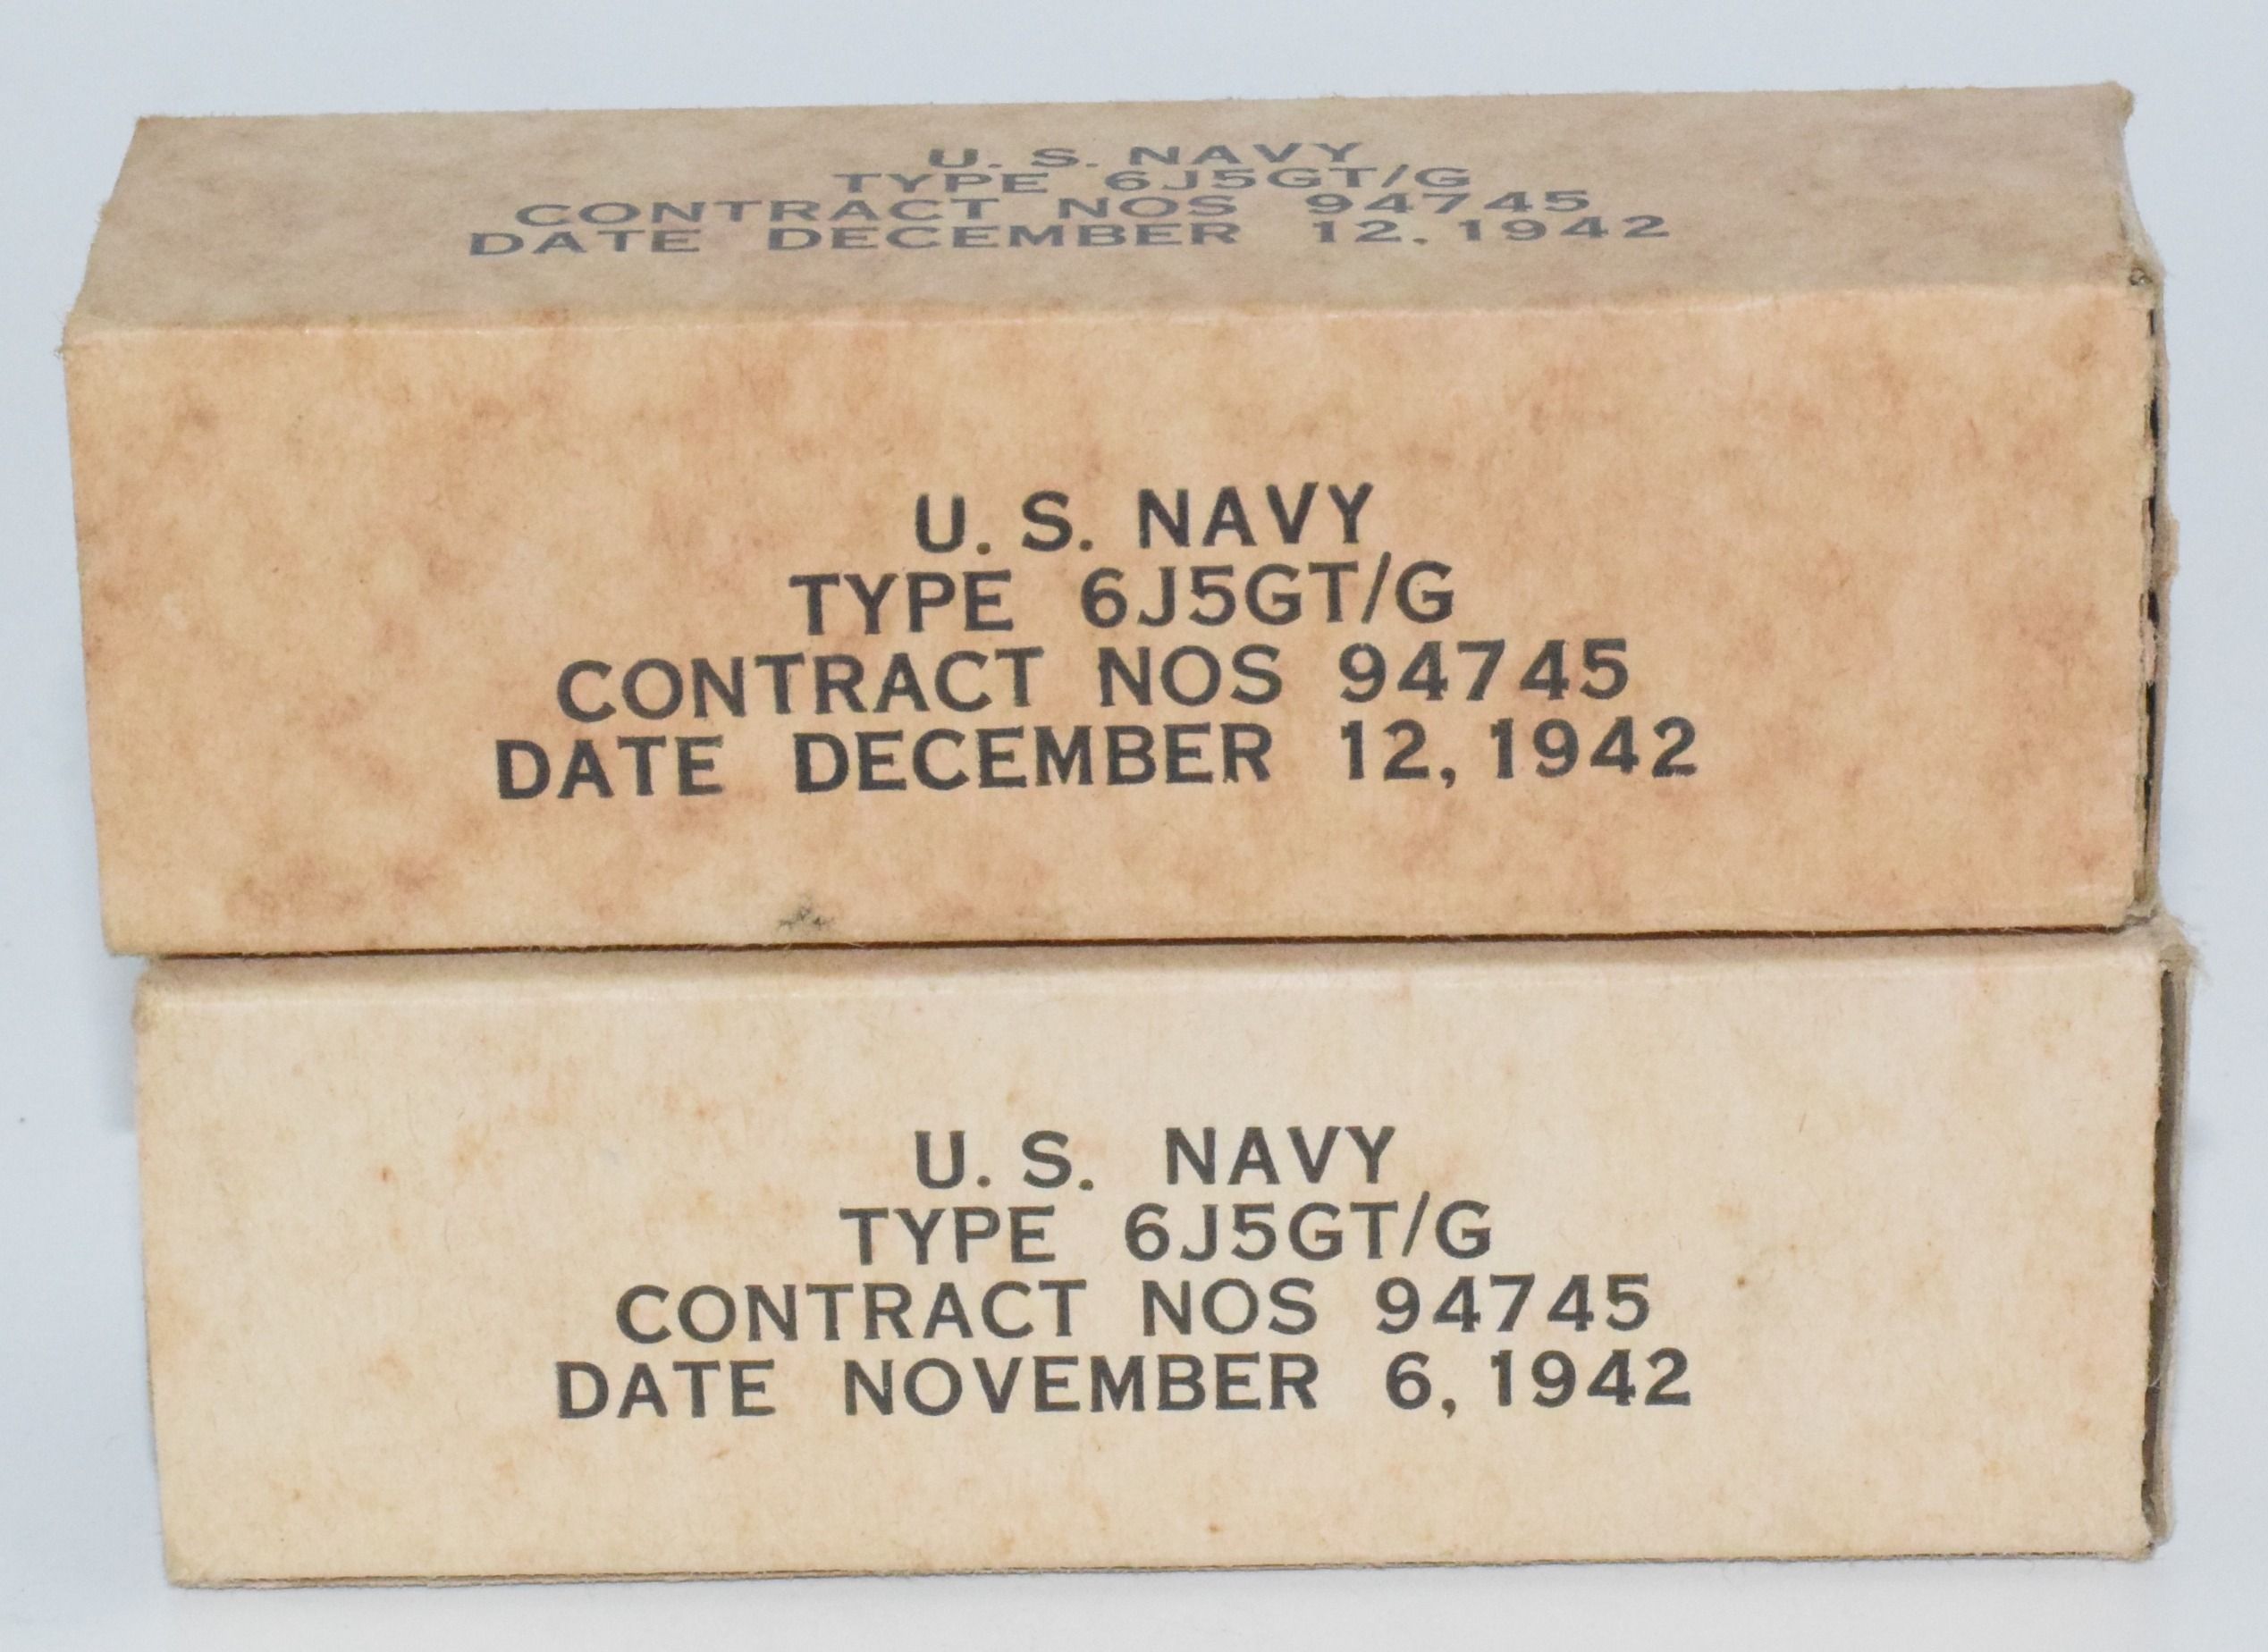 U. S. NAVY
TYPE 6J5GT/G
CONTRACT NOS 94745
DATE DECEMBER 12. 1942
U. S. NAVY
TYPE 6J5GT/G
CONTRACT NOS 94745
DATE DECEMBER 12, 1942
U. S. NAVY
TYPE 6J5GT/G
CONTRACT NOS 94745
DATE NOVEMBER 6, 1942